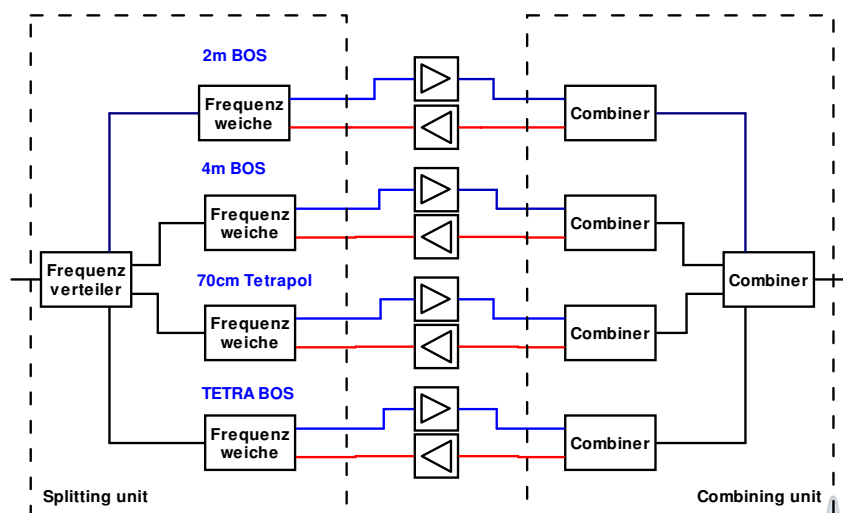 2m BOS
Frequenz
weiche
Combiner
4m BOS
Frequenz
weiche
Combiner
Frequenz
verteiler
Combiner
70cm Tetrapol
Frequenz
weiche
Combiner
TETRA BOS
Frequenz
weiche
Combiner
Splitting unit
Combining unit